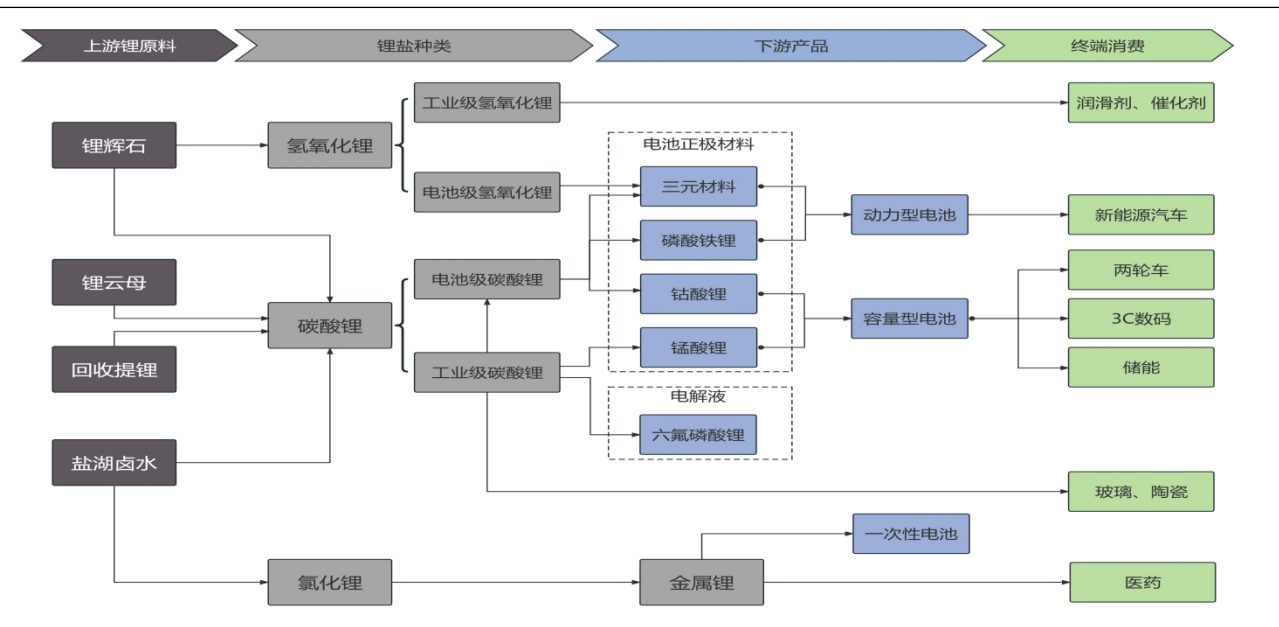 上游锂原料
锂盐种类
下游产品
终端消费
工业级氢氧化锂
润滑剂、催化剂
锂辉石
氢氧化锂
电池正极材料
电池级氢氧化锂
三元材料
动力型电池
新能源汽车
磷酸铁锂
锂云母
电池级碳酸锂
两轮车
钴酸锂
碳酸锂
容量型电池
3C数码
回收提锂
工业级碳酸锂
锰酸锂
储能
电解液
六氟磷酸锂
盐湖卤水
玻璃、陶瓷
一次性电池
氯化锂
金属锂
医药